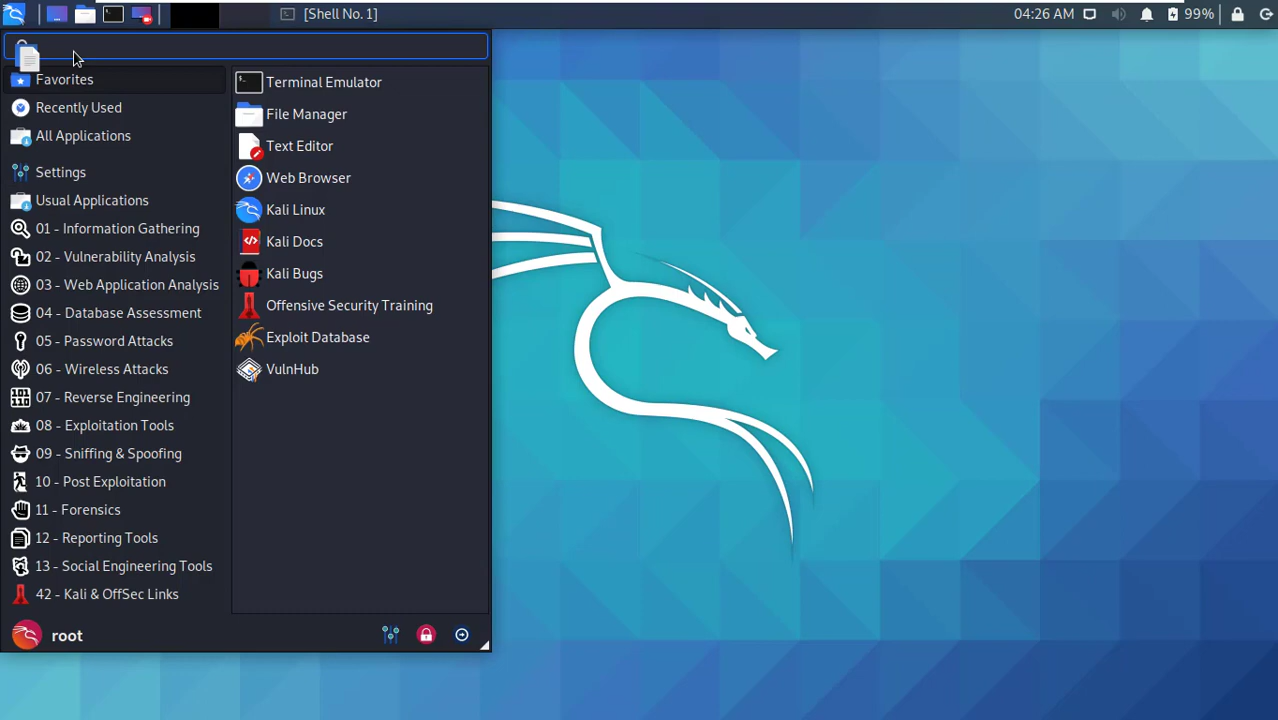 [Shell No. 1]
04:26 AM
99%
Favorites
Recently Used
All Applications
Settings
Usual Applications
01 - Information Gathering
02 - Vulnerability Analysis
03 - Web Application Analysis
04 - Database Assessment
05 - Password Attacks
06 - Wireless Attacks
07 - Reverse Engineering
08 - Exploitation Tools
09 - Sniffing & Spoofing
10 - Post Exploitation
11 - Forensics
12 - Reporting Tools
13 - Social Engineering Tools
42 - Kali & OffSec Links
Terminal Emulator
File Manager
Text Editor
Web Browser
Kali Linux
Kali Docs
Kali Bugs
Offensive Security Training
Exploit Database
VulnHub
root